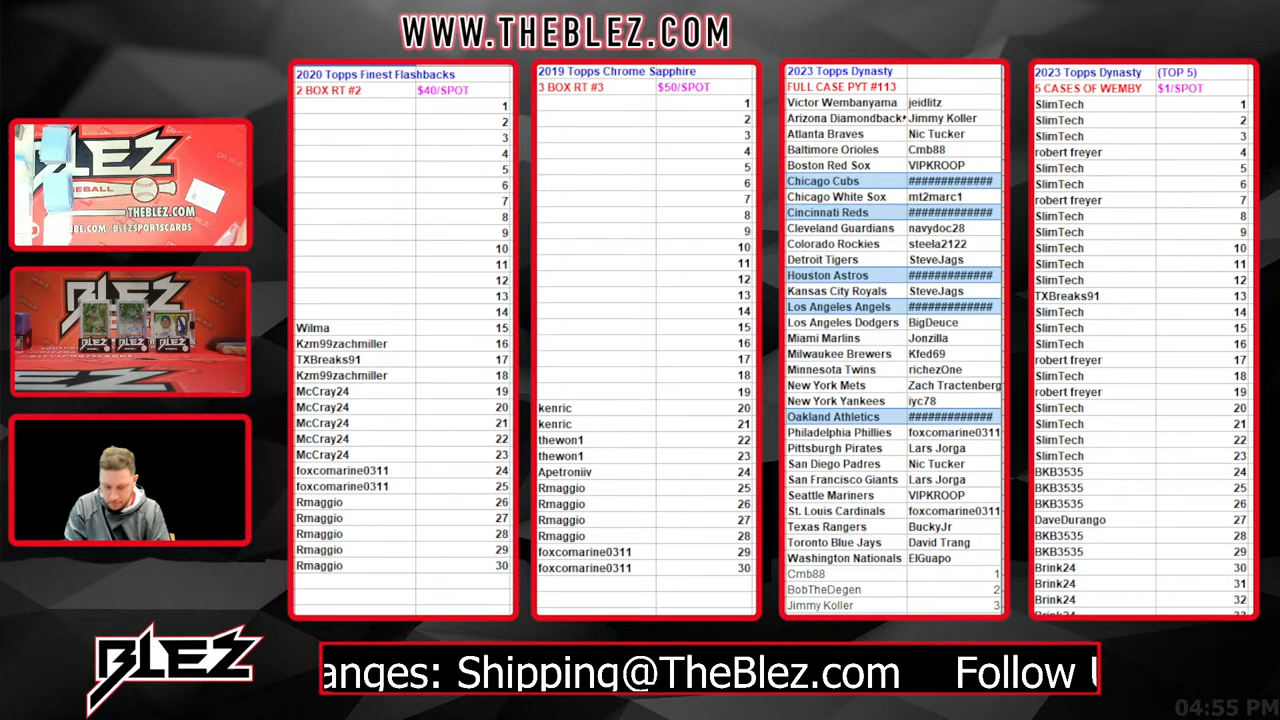 WWW.THEBLEZ.COM
BLEZ
BASEBALL
THEBLEZ.COM
UBE.COM/ BLEZSPORTSCARDS
BLEZ
2020 Topps Finest Flashbacks
2 BOX RT #2 $40/SPOT
1
2
3
4
5
6
7
8
9
10
11
12
13
14
Wilma 15
Kzm99zachmiller 16
TXBreaks91 17
Kzm99zachmiller 18
McCray24 19
McCray24 20
McCray24 21
McCray24 22
McCray24 23
foxcomarine0311 24
foxcomarine0311 25
Rmaggio 26
Rmaggio 27
Rmaggio 28
Rmaggio 29
Rmaggio 30
2019 Topps Chrome Sapphire
3 BOX RT #3 $50/SPOT
1
2
3
4
5
6
7
8
9
10
11
12
13
14
15
16
17
18
19
kenric 20
kenric 21
thewon1 22
thewon1 23
Apetroniiv 24
Rmaggio 25
Rmaggio 26
Rmaggio 27
Rmaggio 28
foxcomarine0311 29
foxcomarine0311 30
2023 Topps Dynasty
FULL CASE PYT #113
Victor Wembanyama jeidlitz
Arizona Diamondback Jimmy Koller
Atlanta Braves Nic Tucker
Baltimore Orioles Cmb88
Boston Red Sox VIPKROOP
Chicago Cubs #############
Chicago White Sox mt2marc1
Cincinnati Reds #############
Cleveland Guardians navydoc28
Colorado Rockies steela2122
Detroit Tigers SteveJags
Houston Astros #############
Kansas City Royals SteveJags
Los Angeles Angels #############
Los Angeles Dodgers BigDeuce
Miami Marlins Jonzilla
Milwaukee Brewers Kfed69
Minnesota Twins richezOne
New York Mets Zach Tractenberg
New York Yankees iyc78
Oakland Athletics #############
Philadelphia Phillies foxcomarine0311
Pittsburgh Pirates Lars Jorga
San Diego Padres Nic Tucker
San Francisco Giants Lars Jorga
Seattle Mariners VIPKROOP
St. Louis Cardinals foxcomarine0311
Texas Rangers BuckyJr
Toronto Blue Jays David Trang
Washington Nationals ElGuapo
Cmb88 1
BobTheDegen 2
Jimmy Koller 3
2023 Topps Dynasty (TOP 5)
5 CASES OF WEMBY $1/SPOT
SlimTech 1
SlimTech 2
SlimTech 3
robert freyer 4
SlimTech 5
SlimTech 6
robert freyer 7
SlimTech 8
SlimTech 9
SlimTech 10
SlimTech 11
SlimTech 12
TXBreaks91 13
SlimTech 14
SlimTech 15
SlimTech 16
robert freyer 17
SlimTech 18
robert freyer 19
SlimTech 20
SlimTech 21
SlimTech 22
SlimTech 23
BKB3535 24
BKB3535 25
BKB3535 26
DaveDurango 27
BKB3535 28
BKB3535 29
Brink24 30
Brink24 31
Brink24 32
Brink24 33
BLEZ
anges: Shipping@TheBlez.com Follow U
04:55 PM